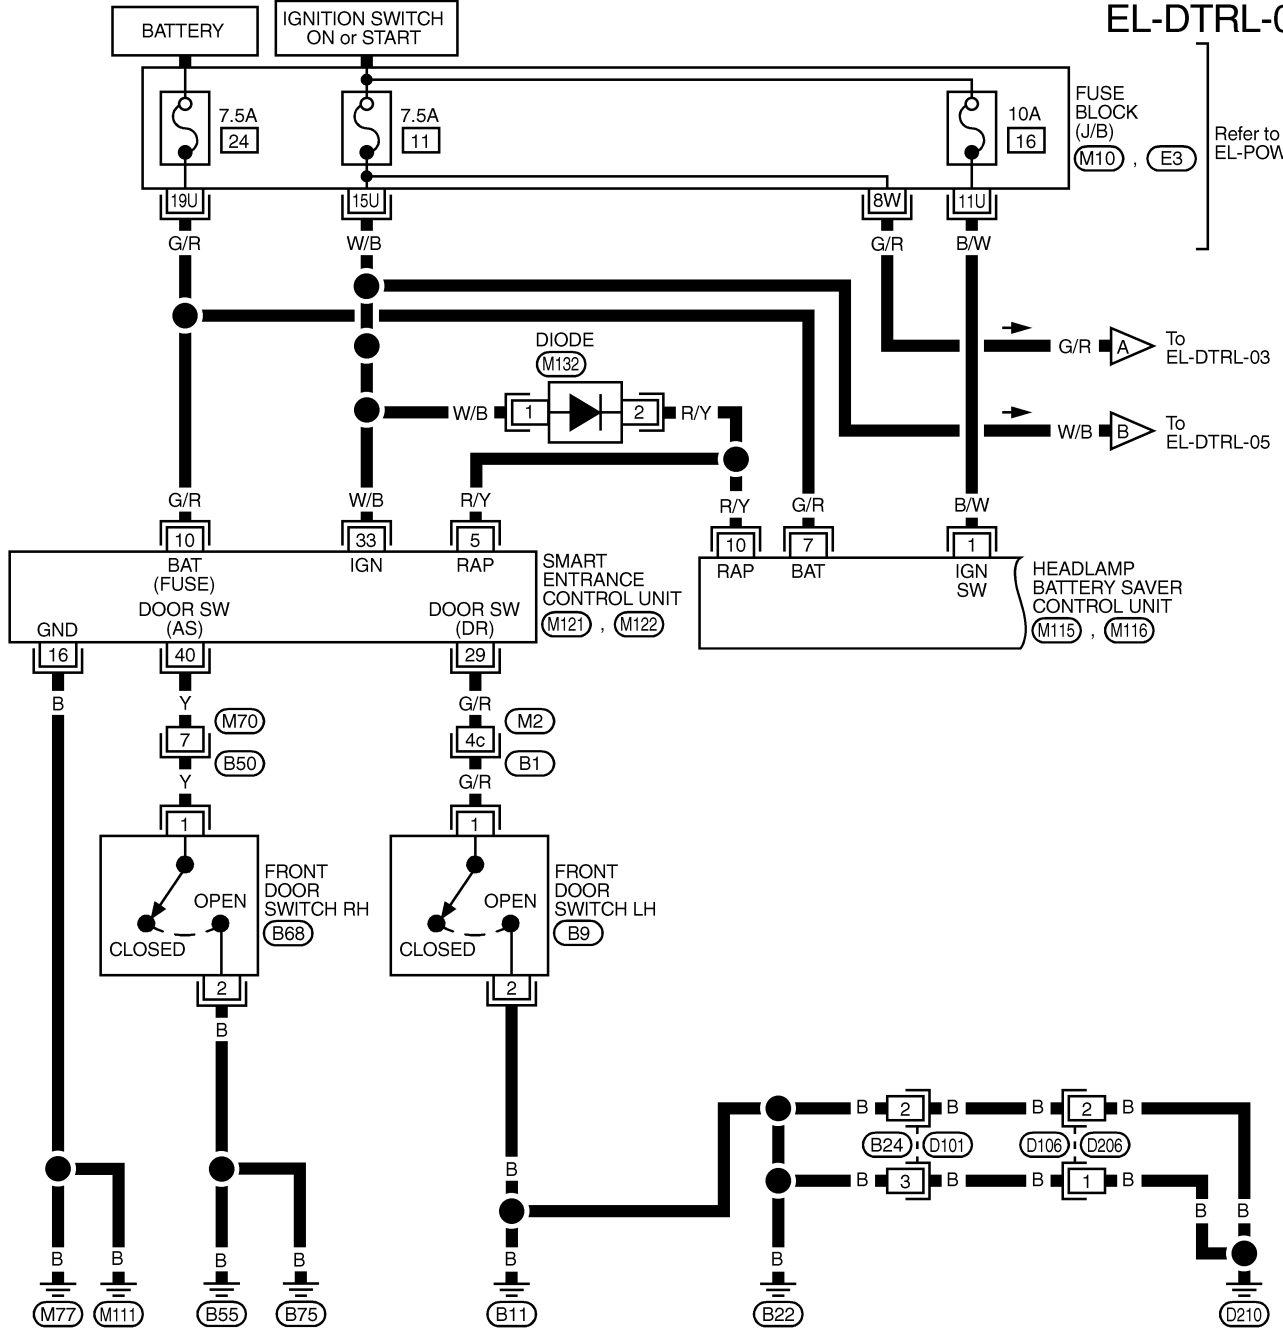 EL-DTRL-0
BATTERY
IGNITION SWITCH
ON or START
7.5A
24
7.5A
11
10A
16
FUSE
BLOCK
(J/B)
M10 , E3
Refer to
EL-POW
19U
15U
8W
11U
G/R
W/B
G/R
B/W
DIODE
M132
G/R
A
To
EL-DTRL-03
W/B
1
2
R/Y
W/B
B
To
EL-DTRL-05
G/R
W/B
R/Y
R/Y
G/R
B/W
10
33
5
10
7
1
BAT
(FUSE)
IGN
RAP
RAP
BAT
IGN
SW
SMART
ENTRANCE
CONTROL UNIT
M121 , M122
HEADLAMP
BATTERY SAVER
CONTROL UNIT
M115 , M116
GND
DOOR SW
(AS)
DOOR SW
(DR)
16
40
29
B
Y
G/R
M70
M2
7
4c
B50
B1
Y
G/R
1
1
FRONT
DOOR
SWITCH RH
B68
FRONT
DOOR
SWITCH LH
B9
OPEN
CLOSED
OPEN
CLOSED
2
2
B
B
2
B
B
2
B
B24
D101
D106
D206
B
B
3
B
B
1
B
B
B
B
B
B
B
B
B
M77
M111
B55
B75
B11
B22
D210